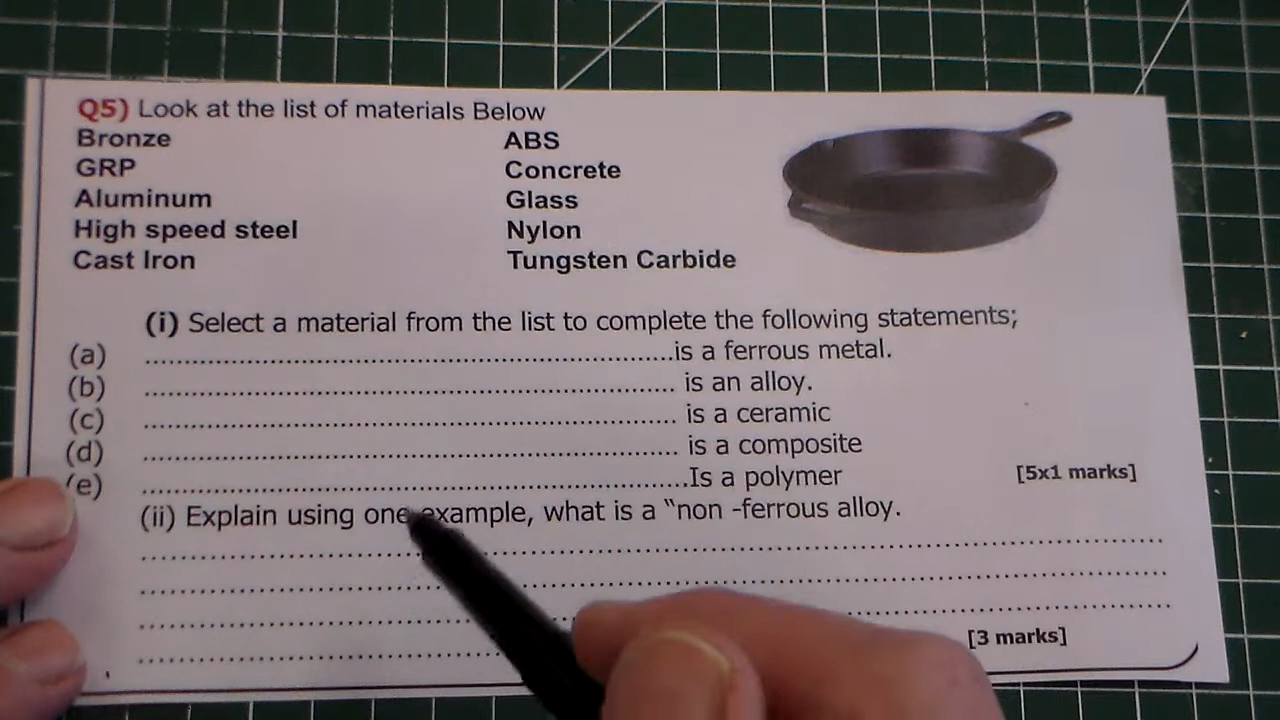 Q5) Look at the list of materials Below
Bronze ABS
GRP Concrete
Aluminum Glass
High speed steel Nylon
Cast Iron Tungsten Carbide
(i) Select a material from the list to complete the following statements;
(a) ..........................................................................is a ferrous metal.
(b) .......................................................................... is an alloy.
(c) .......................................................................... is a ceramic
(d) .......................................................................... is a composite
(e) ..........................................................................Is a polymer [5x1 marks]
(ii) Explain using one example, what is a “non -ferrous alloy.
[3 marks]